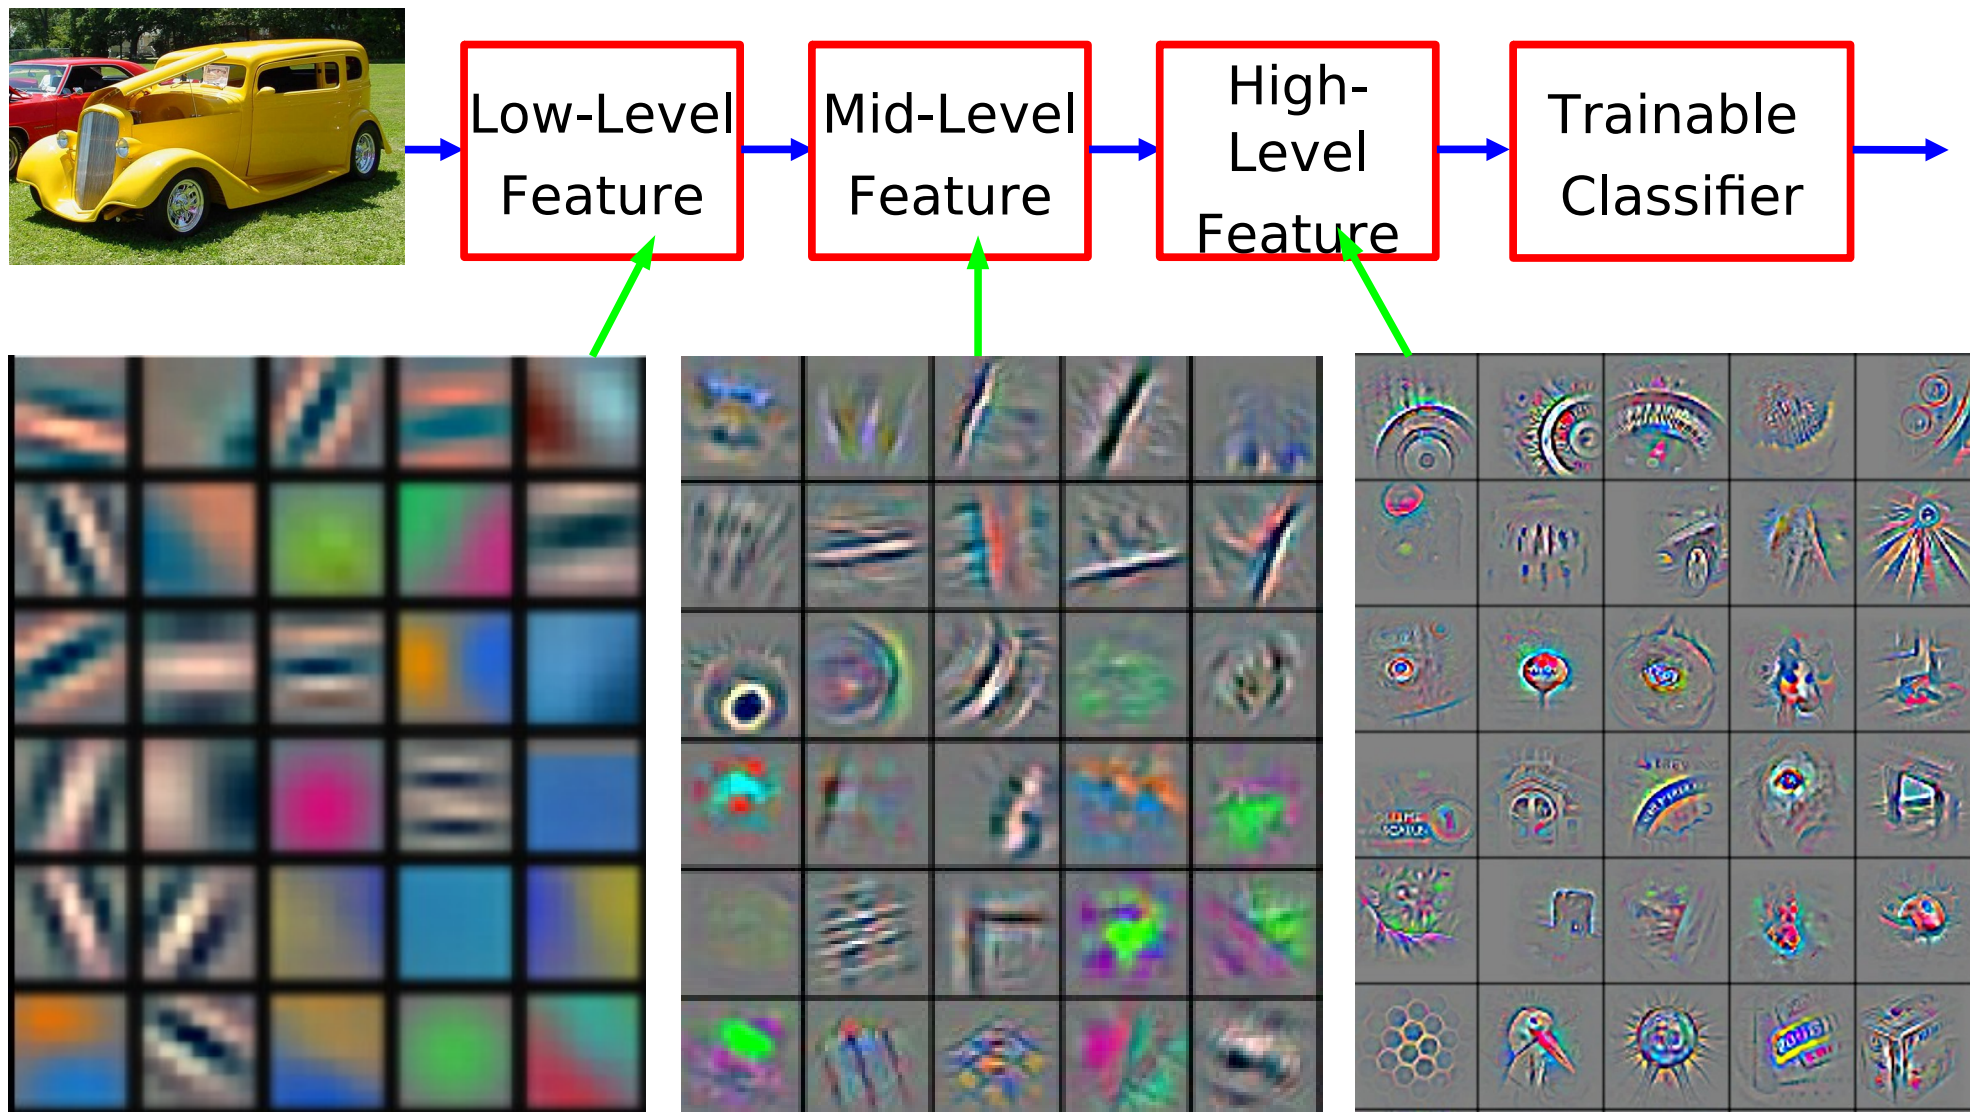 Low-Level
Feature
Mid-Level
Feature
High-
Level
Feature
Trainable
Classifier